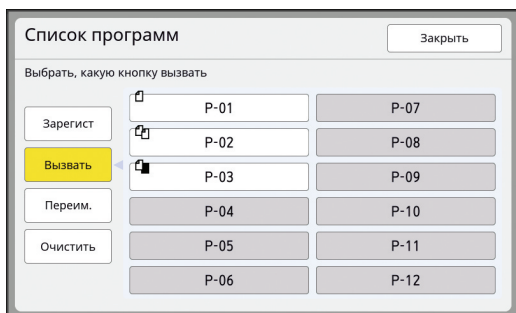 Список программ
Закрыть
Выбрать, какую кнопку вызвать
Зарегист
Вызвать
Переим.
Очистить
P-01
P-02
P-03
P-04
P-05
P-06
P-07
P-08
P-09
P-10
P-11
P-12